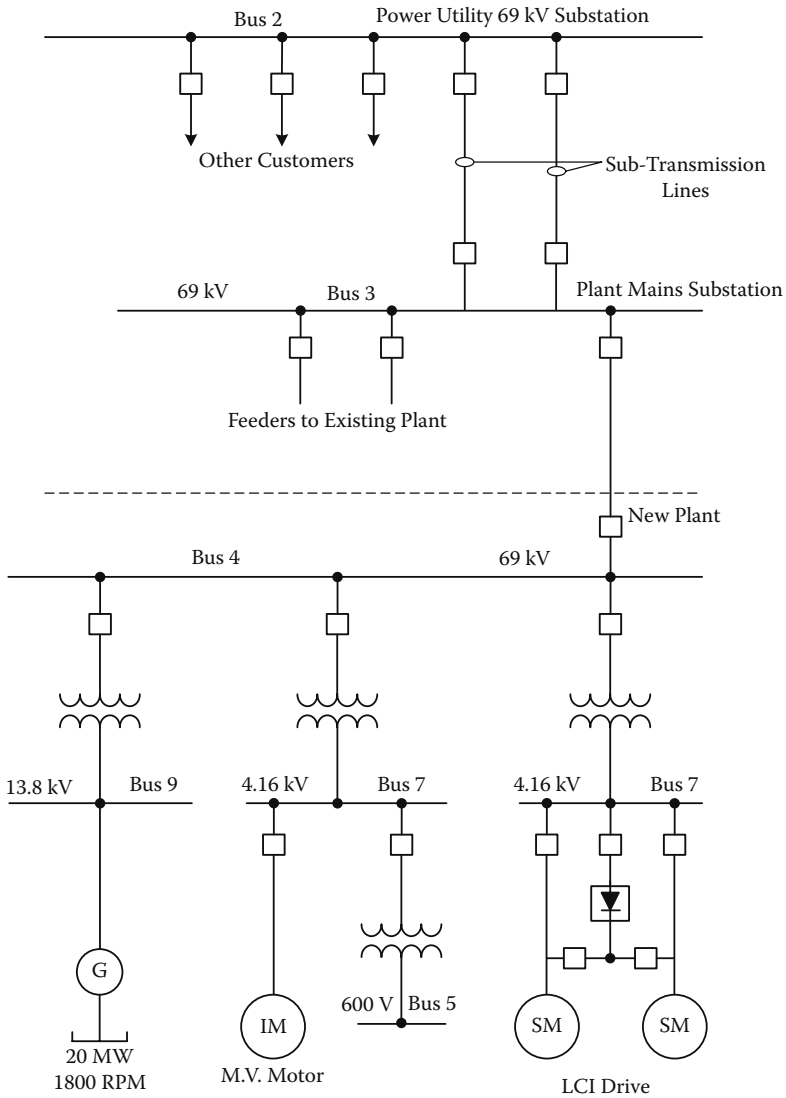 Bus 2
Power Utility 69 kV Substation
Other Customers
Sub-Transmission
Lines
69 kV
Bus 3
Plant Mains Substation
Feeders to Existing Plant
New Plant
Bus 4
69 kV
13.8 kV
Bus 9
4.16 kV
Bus 7
4.16 kV
Bus 7
G
600 V
Bus 5
IM
SM
SM
20 MW
1800 RPM
M.V. Motor
LCI Drive